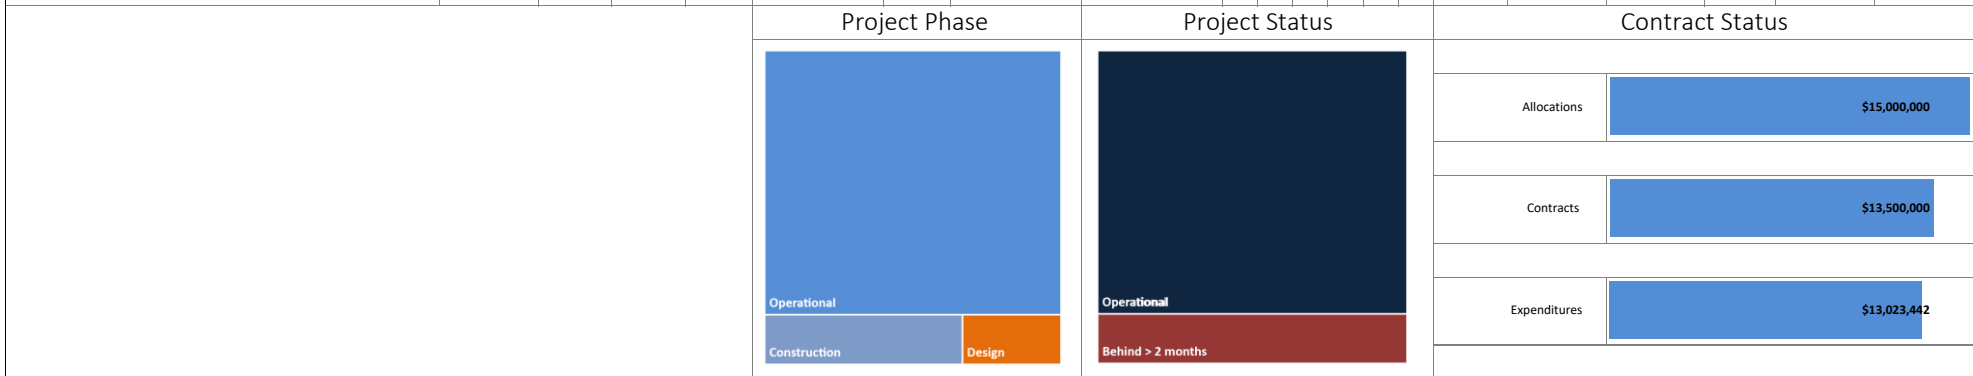 Project Phase
Project Status
Contract Status
Operational
Construction
Design
Operational
Behind > 2 months
Allocations
$15,000,000
Contracts
$13,500,000
Expenditures
$13,023,442